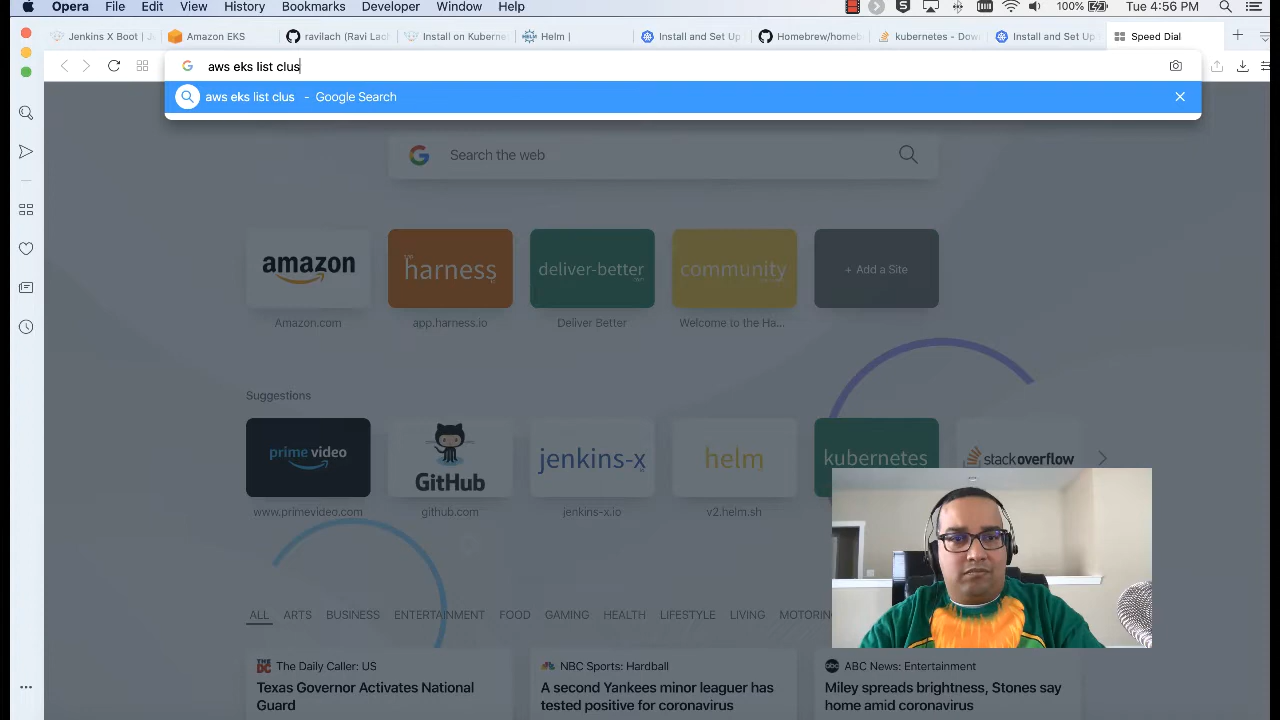 Opera File Edit View History Bookmarks Developer Window Help 100% Tue 4:56 PM
Jenkins X Boot | J Amazon EKS ravilach (Ravi Lach Install on Kuberne Helm | Install and Set Up Homebrew/homeb kubernetes - Dow Install and Set Up Speed Dial
aws eks list clus
aws eks list clus - Google Search
Search the web
amazon
the harness
deliver-better
community
+ Add a Site
Amazon.com
app.harness.io
Deliver Better
Welcome to the Ha...
Suggestions
prime video
GitHub
jenkins-x
helm
kubernetes
stackoverflow
www.primevideo.com
github.com
jenkins-x.io
v2.helm.sh
ALL ARTS BUSINESS ENTERTAINMENT FOOD GAMING HEALTH LIFESTYLE LIVING MOTORIN
The Daily Caller: US
Texas Governor Activates National
Guard
NBC Sports: Hardball
A second Yankees minor leaguer has
tested positive for coronavirus
abc ABC News: Entertainment
Miley spreads brightness, Stones say
home amid coronavirus